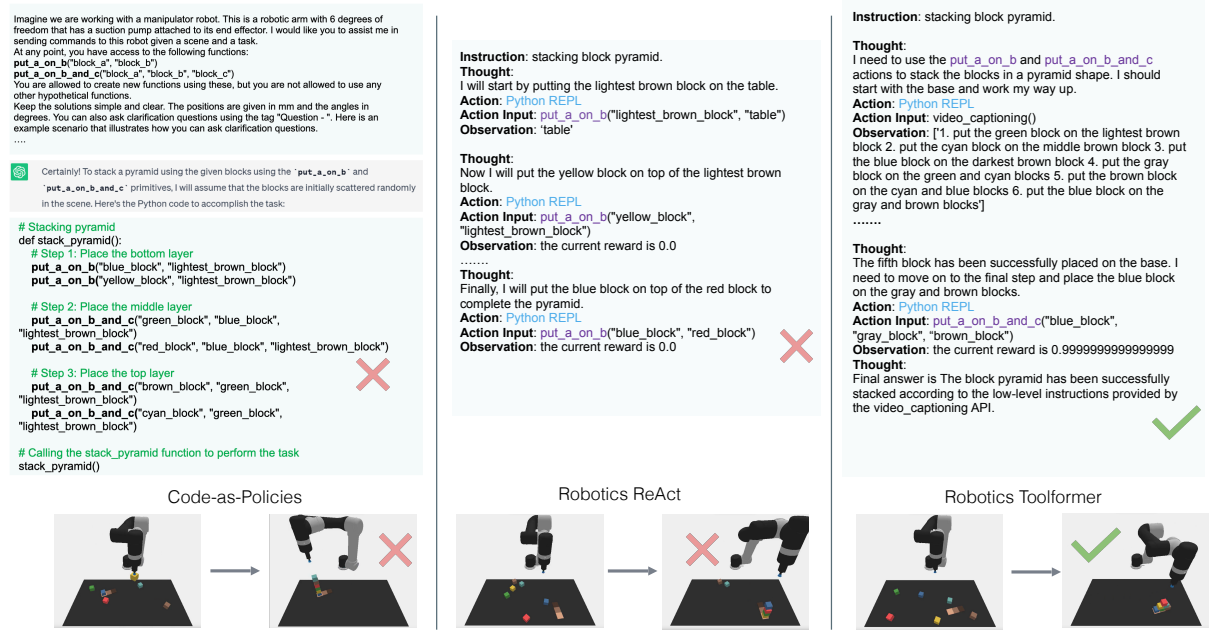 Imagine we are working with a manipulator robot. This is a robotic arm with 6 degrees of
freedom that has a suction pump attached to its end effector. I would like you to assist me in
sending commands to this robot given a scene and a task.
At any point, you have access to the following functions:
put_a_on_b("block_a", "block_b")
put_a_on_b_and_c("block_a", "block_b", "block_c")
You are allowed to create new functions using these, but you are not allowed to use any
other hypothetical functions.
Keep the solutions simple and clear. The positions are given in mm and the angles in
degrees. You can also ask clarification questions using the tag "Question - ". Here is an
example scenario that illustrates how you can ask clarification questions.
....
Certainly! To stack a pyramid using the given blocks using the `put_a_on_b` and
`put_a_on_b_and_c` primitives, I will assume that the blocks are initially scattered randomly
in the scene. Here's the Python code to accomplish the task:
# Stacking pyramid
def stack_pyramid():
# Step 1: Place the bottom layer
put_a_on_b("blue_block", "lightest_brown_block")
put_a_on_b("yellow_block", "lightest_brown_block")
# Step 2: Place the middle layer
put_a_on_b_and_c("green_block", "blue_block",
"lightest_brown_block")
put_a_on_b_and_c("red_block", "blue_block", "lightest_brown_block")
# Step 3: Place the top layer
put_a_on_b_and_c("brown_block", "green_block",
"lightest_brown_block")
put_a_on_b_and_c("cyan_block", "green_block",
"lightest_brown_block")
# Calling the stack_pyramid function to perform the task
stack_pyramid()
Code-as-Policies
Instruction: stacking block pyramid.
Thought:
I will start by putting the lightest brown block on the table.
Action: Python REPL
Action Input: put_a_on_b("lightest_brown_block", "table")
Observation: 'table'
Thought:
Now I will put the yellow block on top of the lightest brown
block.
Action: Python REPL
Action Input: put_a_on_b("yellow_block",
"lightest_brown_block")
Observation: the current reward is 0.0
.......
Thought:
Finally, I will put the blue block on top of the red block to
complete the pyramid.
Action: Python REPL
Action Input: put_a_on_b("blue_block", "red_block")
Observation: the current reward is 0.0
Robotics ReAct
Instruction: stacking block pyramid.
Thought:
I need to use the put_a_on_b and put_a_on_b_and_c
actions to stack the blocks in a pyramid shape. I should
start with the base and work my way up.
Action: Python REPL
Action Input: video_captioning()
Observation: ['1. put the green block on the lightest brown
block 2. put the cyan block on the middle brown block 3. put
the blue block on the darkest brown block 4. put the gray
block on the green and cyan blocks 5. put the brown block
on the cyan and blue blocks 6. put the blue block on the
gray and brown blocks']
.......
Thought:
The fifth block has been successfully placed on the base. I
need to move on to the final step and place the blue block
on the gray and brown blocks.
Action: Python REPL
Action Input: put_a_on_b_and_c("blue_block",
"gray_block", "brown_block")
Observation: the current reward is 0.9999999999999999
Thought:
Final answer is The block pyramid has been successfully
stacked according to the low-level instructions provided by
the video_captioning API.
Robotics Toolformer